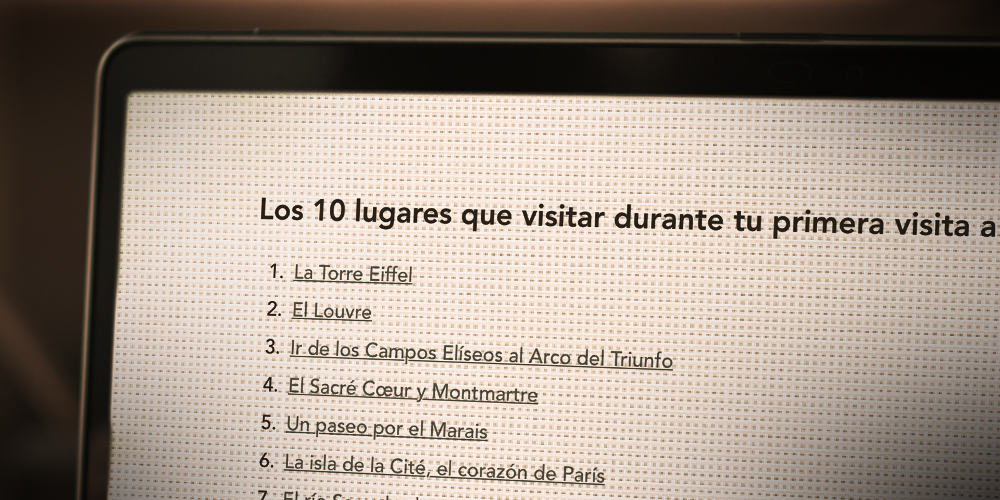 Los 10 lugares que visitar durante tu primera visita a
1. La Torre Eiffel
2. El Louvre
3. Ir de los Campos Elíseos al Arco del Triunfo
4. El Sacré Cœur y Montmartre
5. Un paseo por el Marais
6. La isla de la Cité, el corazón de París
7. El río